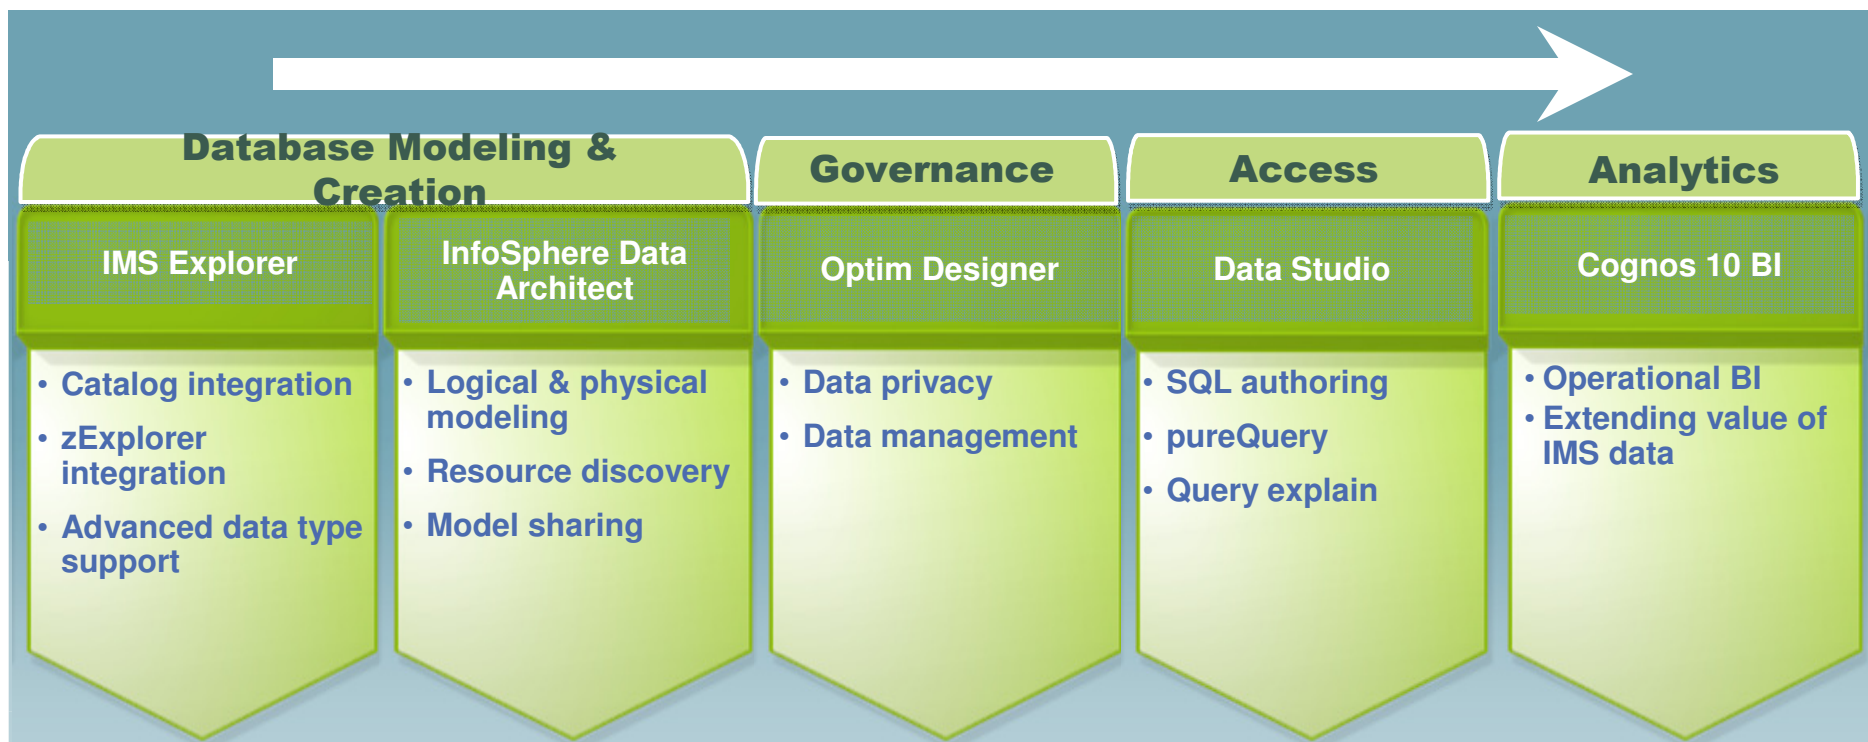 Database Modeling &
Creation
Governance
Access
Analytics
IMS Explorer
InfoSphere Data
Architect
Optim Designer
Data Studio
Cognos 10 BI
• Catalog integration
• zExplorer
integration
• Advanced data type
support
• Logical & physical
modeling
• Resource discovery
• Model sharing
• Data privacy
• Data management
• SQL authoring
• pureQuery
• Query explain
• Operational BI
• Extending value of
IMS data